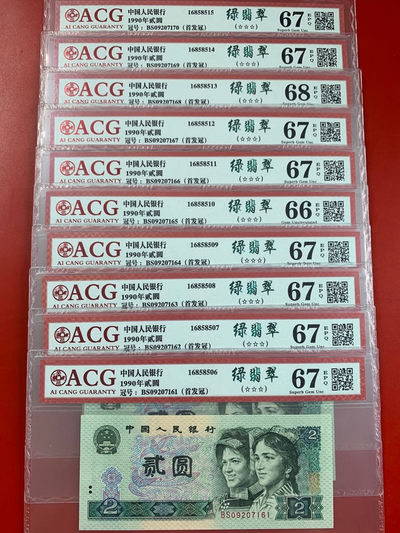 ACG 中国人民银行 16858515 绿翡翠 67 EPQ
AI CANG GUARANTY 1990年贰圆
冠号：BS09207170（首发冠） (☆☆☆) Superb Gem Unc
ACG 中国人民银行 16858514 绿翡翠 67 EPQ
AI CANG GUARANTY 1990年贰圆
冠号：BS09207169（首发冠） (☆☆☆) Superb Gem Unc
ACG 中国人民银行 16858513 绿翡翠 68 EPQ
AI CANG GUARANTY 1990年贰圆
冠号：BS09207168（首发冠） (☆☆☆) Superb Gem Unc
ACG 中国人民银行 16858512 绿翡翠 67 EPQ
AI CANG GUARANTY 1990年贰圆
冠号：BS09207167（首发冠） (☆☆☆) Superb Gem Unc
ACG 中国人民银行 16858511 绿翡翠 67 EPQ
AI CANG GUARANTY 1990年贰圆
冠号：BS09207166（首发冠） (☆☆☆) Superb Gem Unc
ACG 中国人民银行 16858510 绿翡翠 66 EPQ
AI CANG GUARANTY 1990年贰圆
冠号：BS09207165（首发冠） (☆☆☆) Gem Uncirculated
ACG 中国人民银行 16858509 绿翡翠 67 EPQ
AI CANG GUARANTY 1990年贰圆
冠号：BS09207164（首发冠） (☆☆☆) Superb Gem Unc
ACG 中国人民银行 16858508 绿翡翠 67 EPQ
AI CANG GUARANTY 1990年贰圆
冠号：BS09207163（首发冠） (☆☆☆) Superb Gem Unc
ACG 中国人民银行 16858507 绿翡翠 67 EPQ
AI CANG GUARANTY 1990年贰圆
冠号：BS09207162（首发冠） (☆☆☆) Superb Gem Unc
ACG 中国人民银行 16858506 绿翡翠 67 EPQ
AI CANG GUARANTY 1990年贰圆
冠号：BS09207161（首发冠） (☆☆☆) Superb Gem Unc
中国人民银行 2
贰圆
BS09207161
2 2